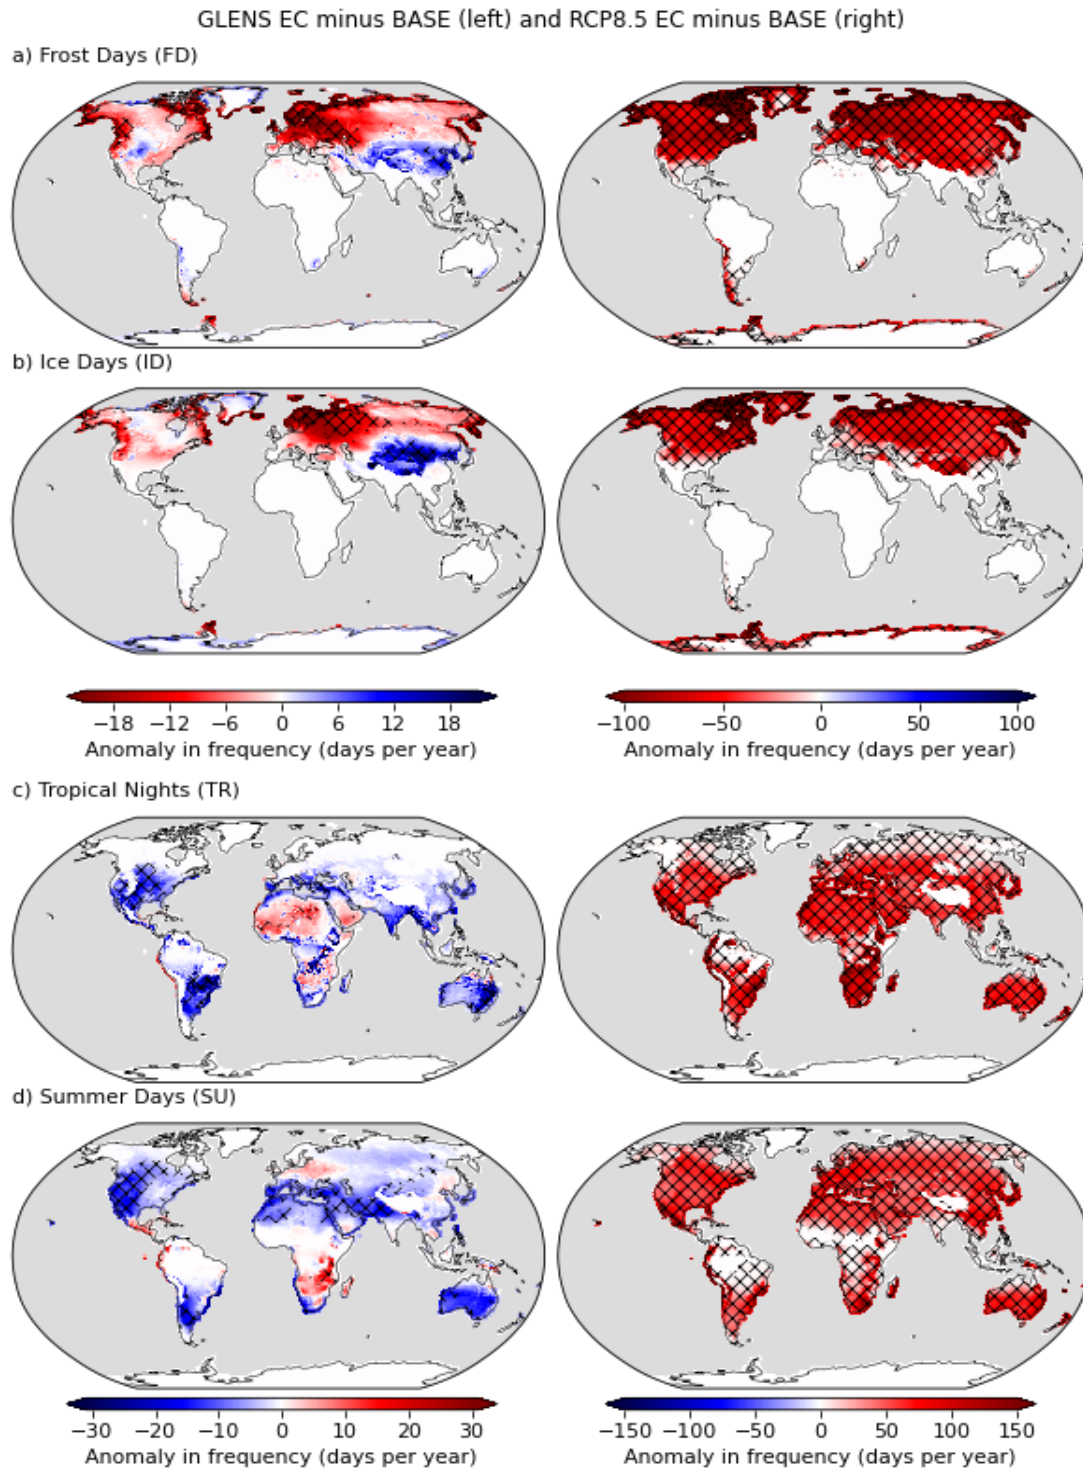 GLENS EC minus BASE (left) and RCP8.5 EC minus BASE (right)
a) Frost Days (FD)
b) Ice Days (ID)
−18 −12 −6 0 6 12 18
−100 −50 0 50 100
Anomaly in frequency (days per year)
Anomaly in frequency (days per year)
c) Tropical Nights (TR)
d) Summer Days (SU)
−30 −20 −10 0 10 20 30
−150 −100 −50 0 50 100 150
Anomaly in frequency (days per year)
Anomaly in frequency (days per year)